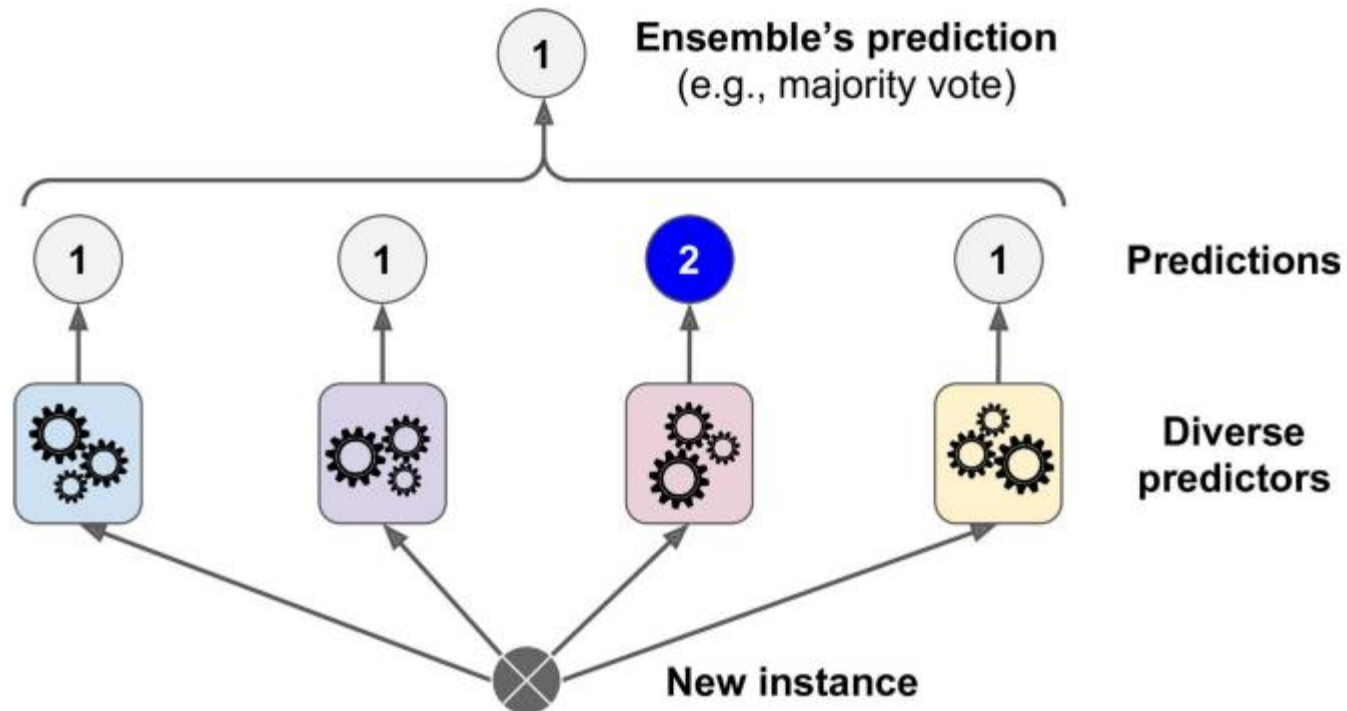 1
Ensemble’s prediction
(e.g., majority vote)
1 1 2 1 Predictions
Diverse
predictors
New instance